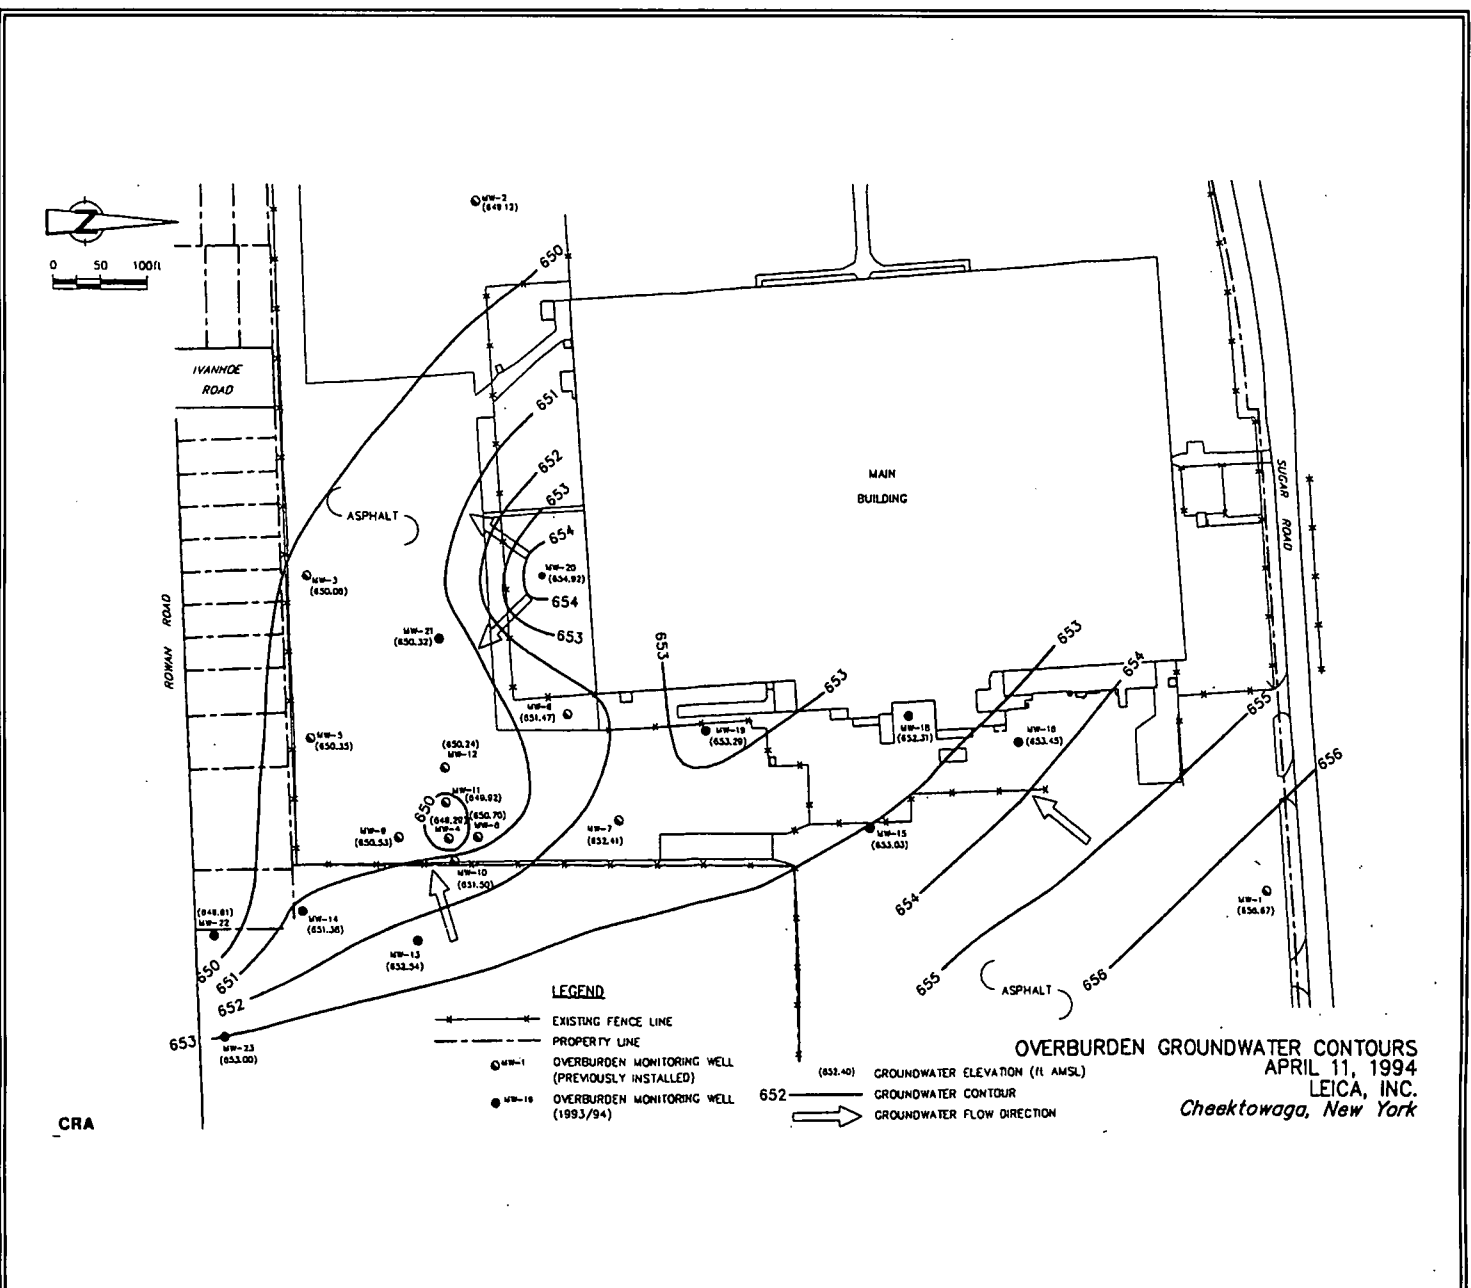 MW-2
(649.12)
N
0 50 100ft
650
IVANHOE
ROAD
651
652
653
654
MAIN
BUILDING
SUGAR ROAD
ASPHALT
MW-20
(654.92)
654
653
MW-3
(650.08)
ROWAN ROAD
MW-21
(650.32)
653
653
653
654
655
656
MW-8
(651.47)
MW-19
(653.29)
MW-18
(652.31)
MW-16
(653.45)
MW-5
(650.35)
(650.24)
MW-12
MW-11
(649.92)
650
(648.29)
MW-4
(650.70)
MW-6
MW-9
(650.53)
MW-7
(652.41)
MW-15
(653.03)
MW-10
(651.50)
MW-1
(656.67)
654
(648.61)
MW-22
MW-14
(651.36)
MW-13
(652.54)
650
651
652
653
MW-23
(653.00)
655
656
ASPHALT
LEGEND
EXISTING FENCE LINE
PROPERTY LINE
MW-1 OVERBURDEN MONITORING WELL
(PREVIOUSLY INSTALLED)
MW-16 OVERBURDEN MONITORING WELL
(1993/94)
(652.40) GROUNDWATER ELEVATION (ft AMSL)
652 GROUNDWATER CONTOUR
GROUNDWATER FLOW DIRECTION
OVERBURDEN GROUNDWATER CONTOURS
APRIL 11, 1994
LEICA, INC.
Cheektowaga, New York
CRA